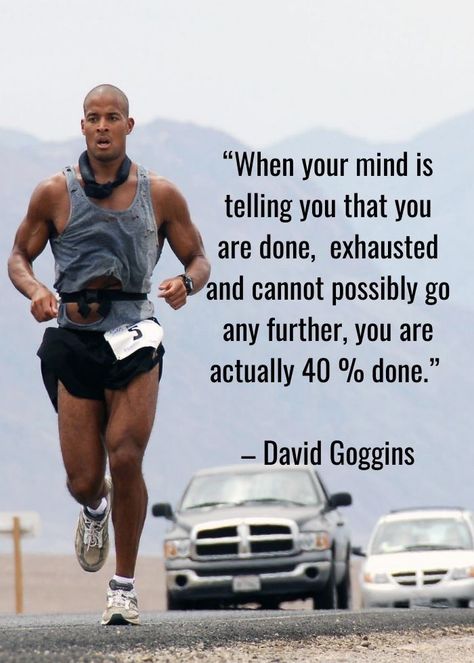 “When your mind is
telling you that you
are done,  exhausted
and cannot possibly go
any further, you are
actually 40 % done.”
– David Goggins
5